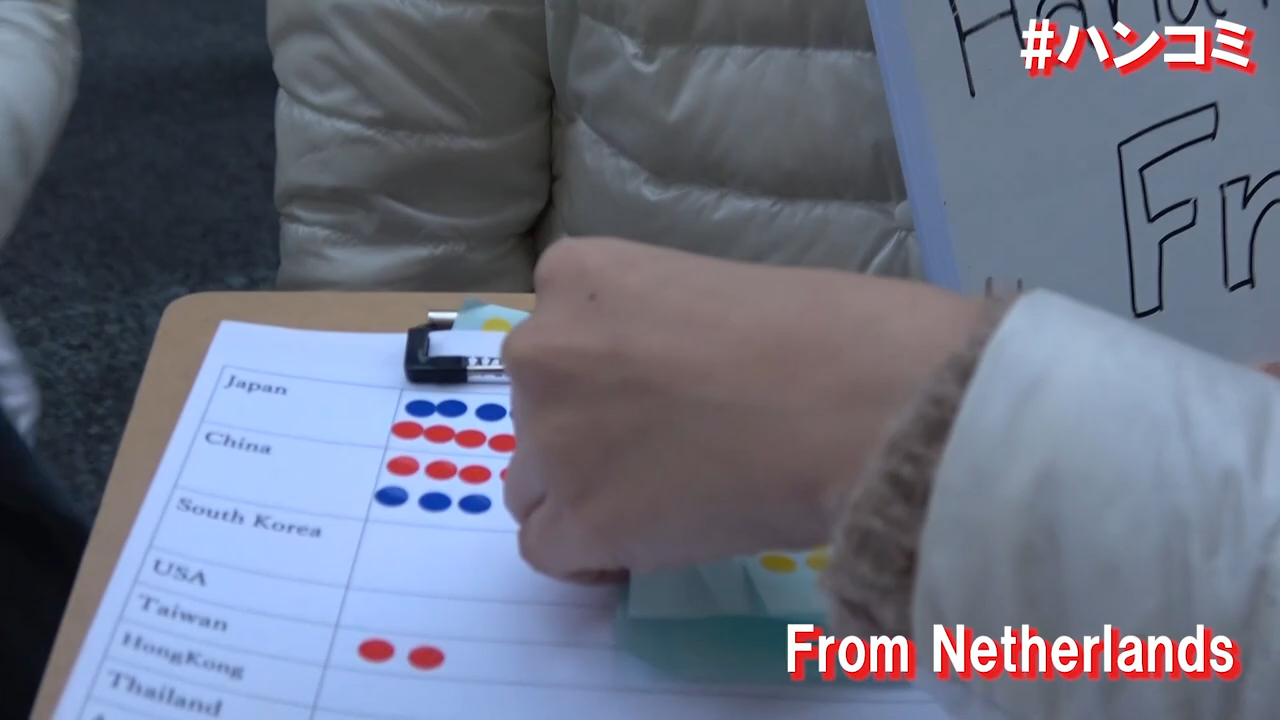 #ハンコミ
Fr
Japan
China
South Korea
USA
Taiwan
HongKong
Thailand
From Netherlands